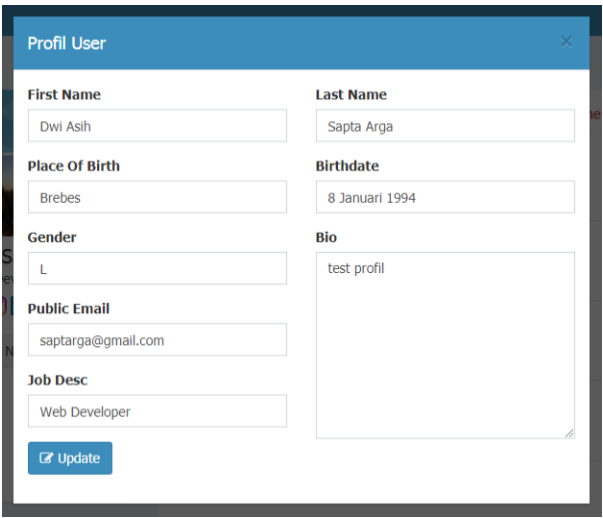 Profil User
×
First Name
Dwi Asih
Last Name
Sapta Arga
Place Of Birth
Brebes
Birthdate
8 Januari 1994
Gender
L
Bio
test profil
Public Email
saptarga@gmail.com
Job Desc
Web Developer
Update